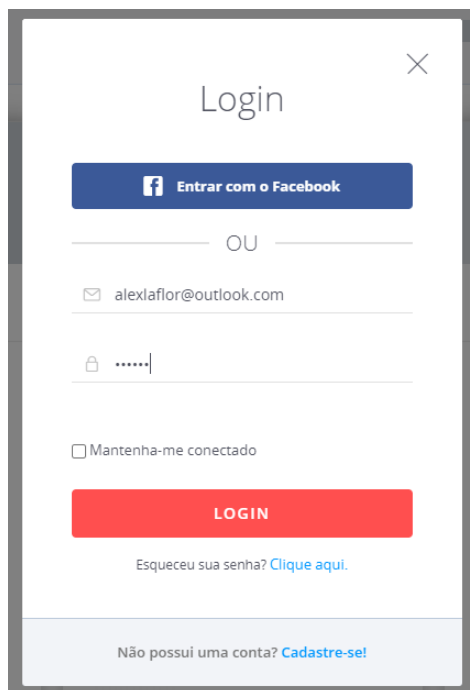 Login
Entrar com o Facebook
OU
alexlaflor@outlook.com
••••••
Mantenha-me conectado
LOGIN
Esqueceu sua senha? Clique aqui.
Não possui uma conta? Cadastre-se!